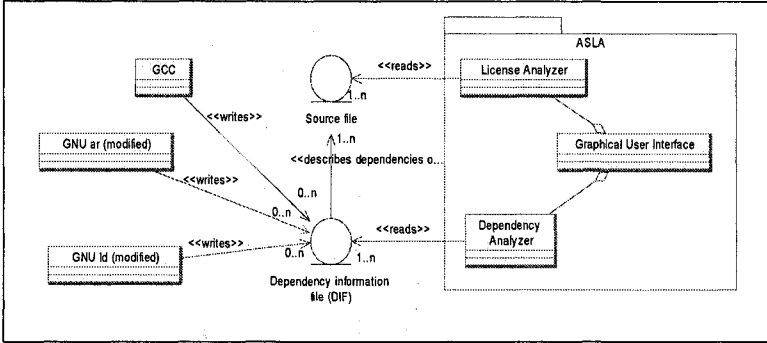 ASLA
GCC
<<reads>>
License Analyzer
1..n
<<writes>>
Source file
1..n
GNU ar (modified)
Graphical User Interface
<<describes dependencies o...
<<writes>>
0..n
0..n
<<reads>>
Dependency
Analyzer
<<writes>>
0..n
1..n
GNU ld (modified)
Dependency information
file (DIF)